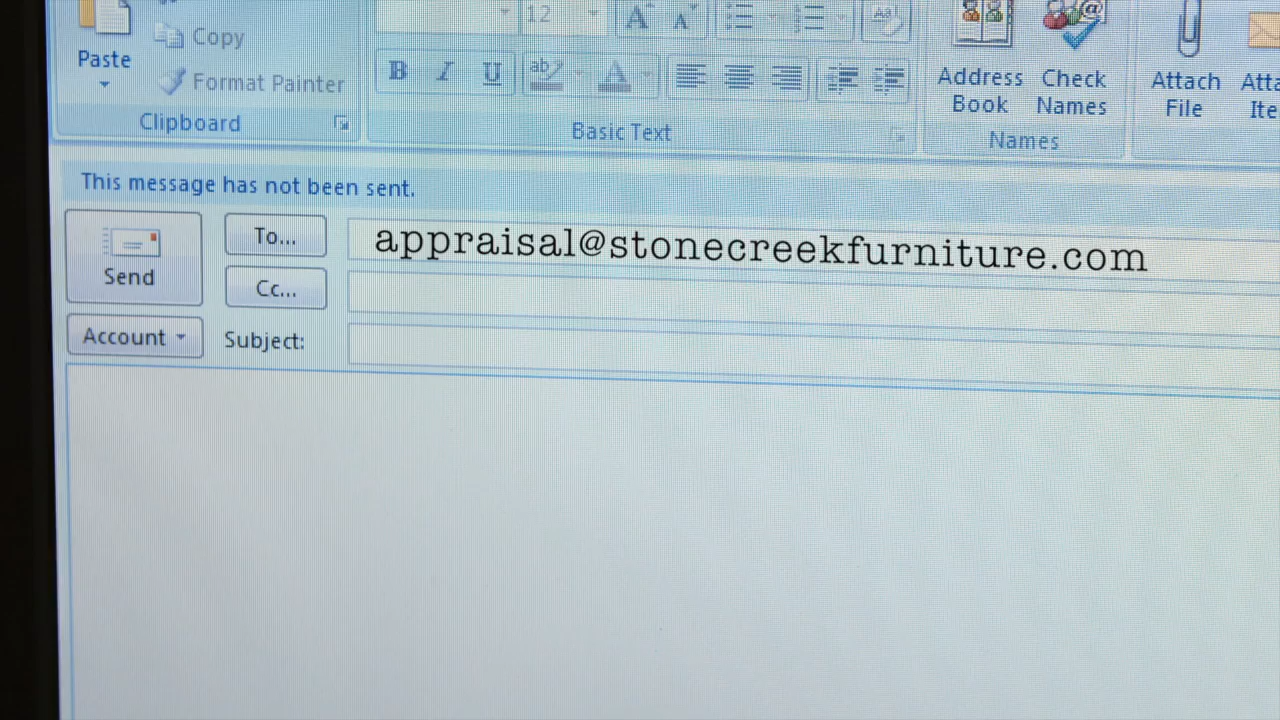 12
Paste
Copy
Format Painter
Clipboard
B I U ab A
Basic Text
Address Book
Check Names
Names
Attach File
This message has not been sent.
Send
To...
appraisal@stonecreekfurniture.com
Cc...
Account
Subject: